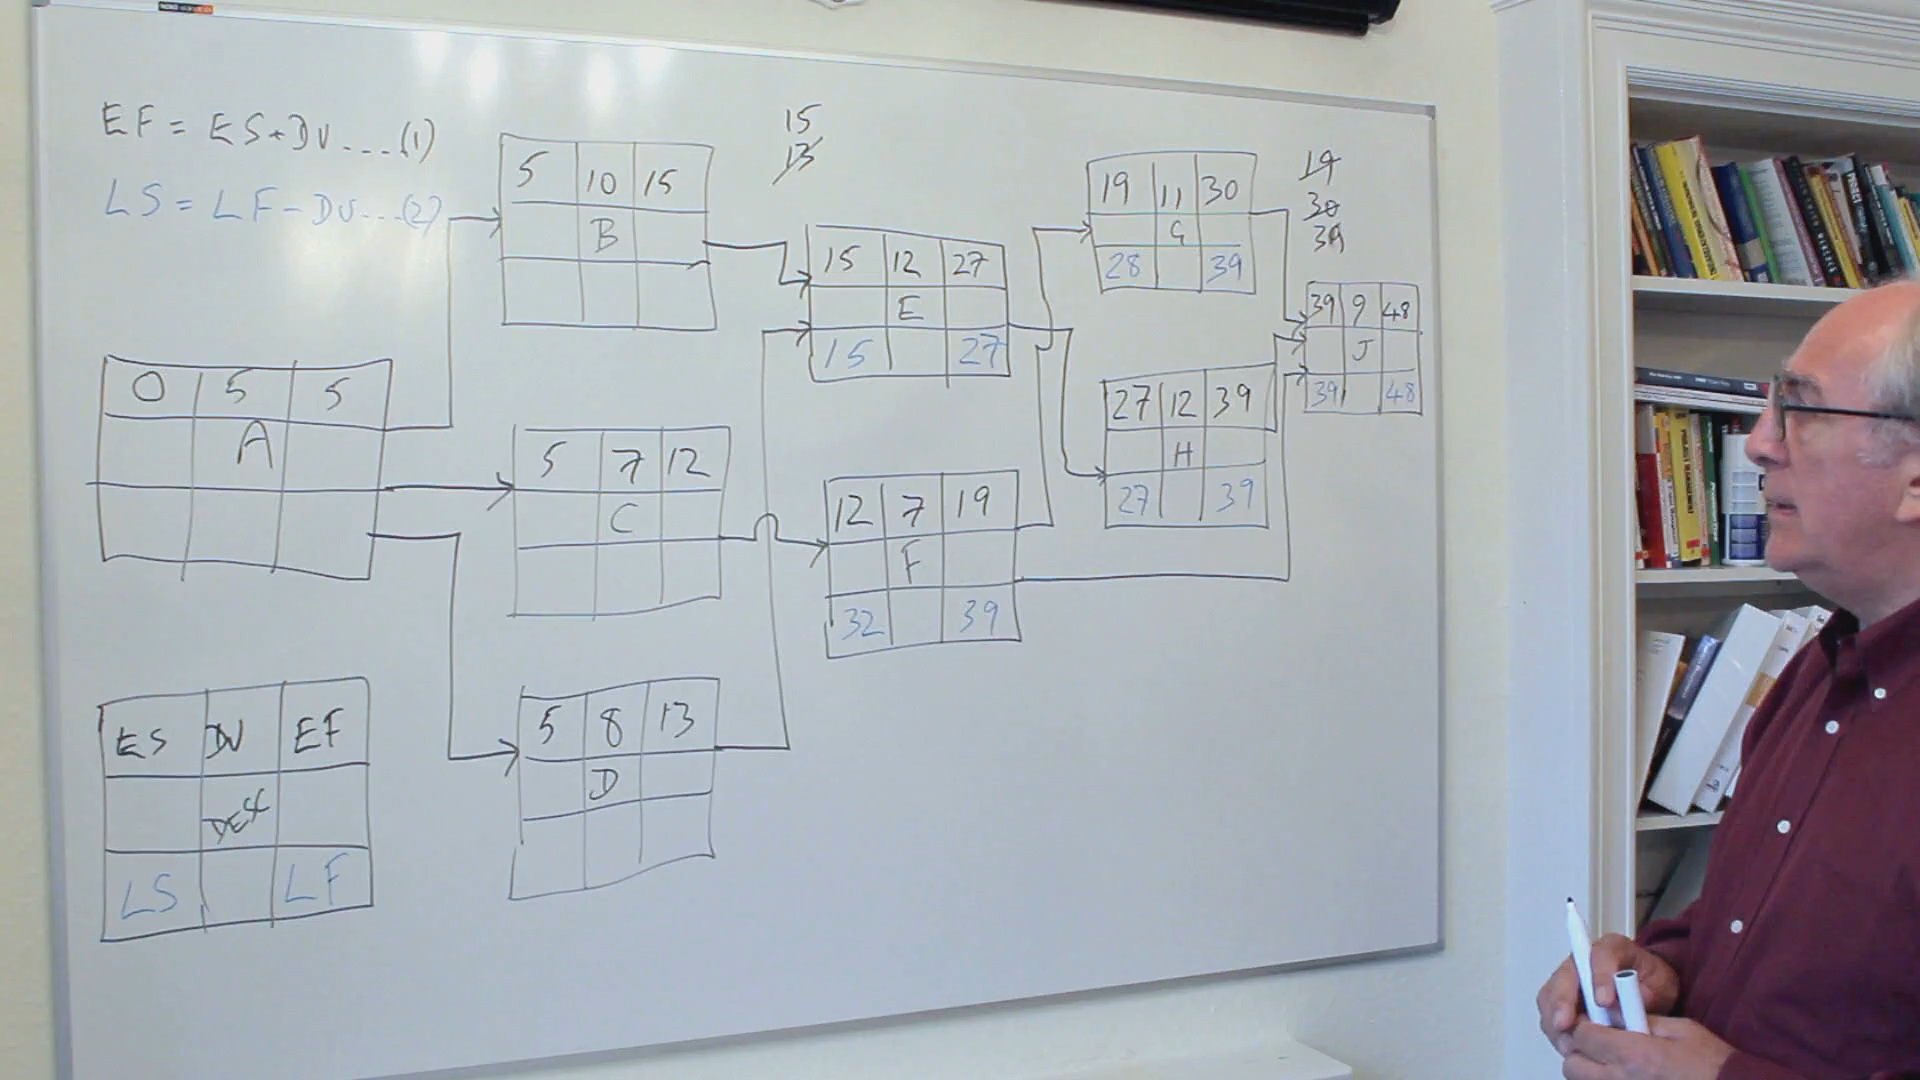 EF = ES+DU....(1)
LS = LF-DU...(2)
15
13
0 5 5
A
5 10 15
B
5 7 12
C
5 8 13
D
15 12 27
E
15 27
12 7 19
F
32 39
19 11 30
G
28 39
27 12 39
H
27 39
19
30
39
39 9 48
J
39 48
ES DU EF
DESC
LS LF